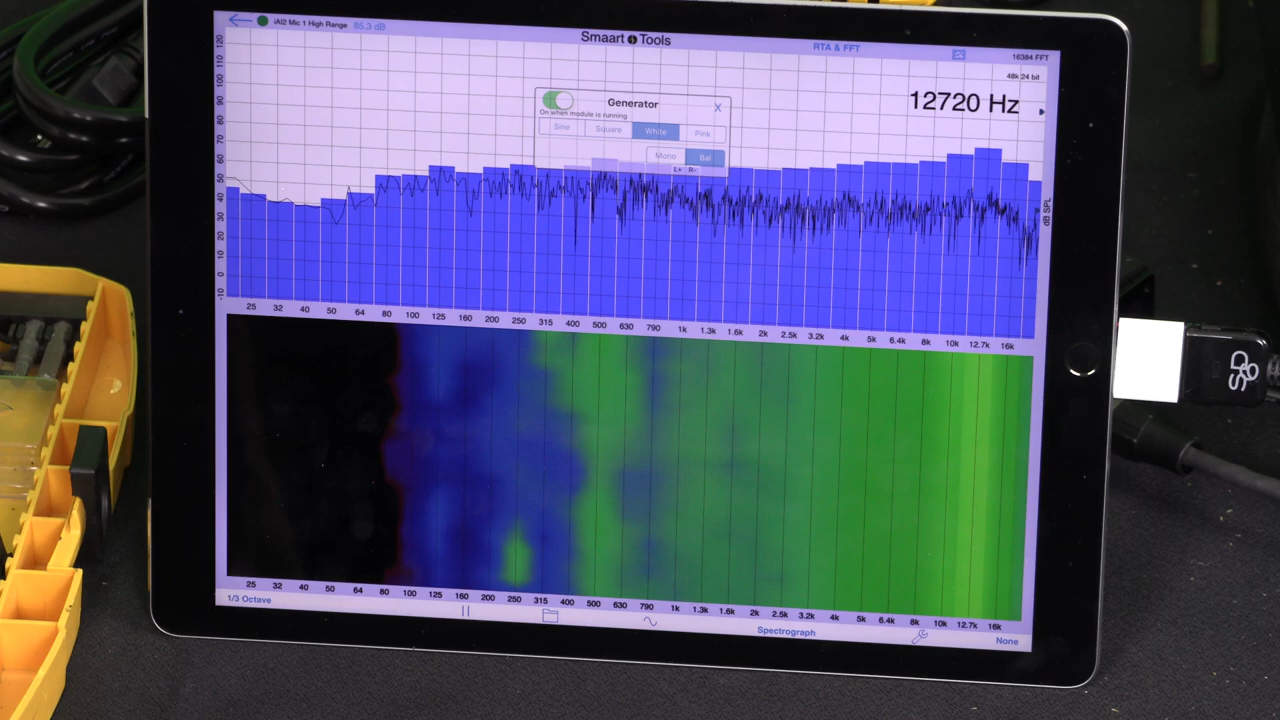 iAI2 Mic 1 High Range 85.3 dB
Smaart Tools
RTA & FFT
16384 FFT
48k 24 bit
12720 Hz
Generator X
On when module is running
Sine Square White Pink
Mono Bal
L+ R-
120 110 100 90 80 70 60 50 40 30 20 10 0 -10
dB SPL
25 32 40 50 64 80 100 125 160 200 250 315 400 500 630 790 1k 1.3k 1.6k 2k 2.5k 3.2k 4k 5k 6.4k 8k 10k 12.7k 16k
25 32 40 50 64 80 100 125 160 200 250 315 400 500 630 790 1k 1.3k 1.6k 2k 2.5k 3.2k 4k 5k 6.4k 8k 10k 12.7k 16k
1/3 Octave
Spectrograph
None